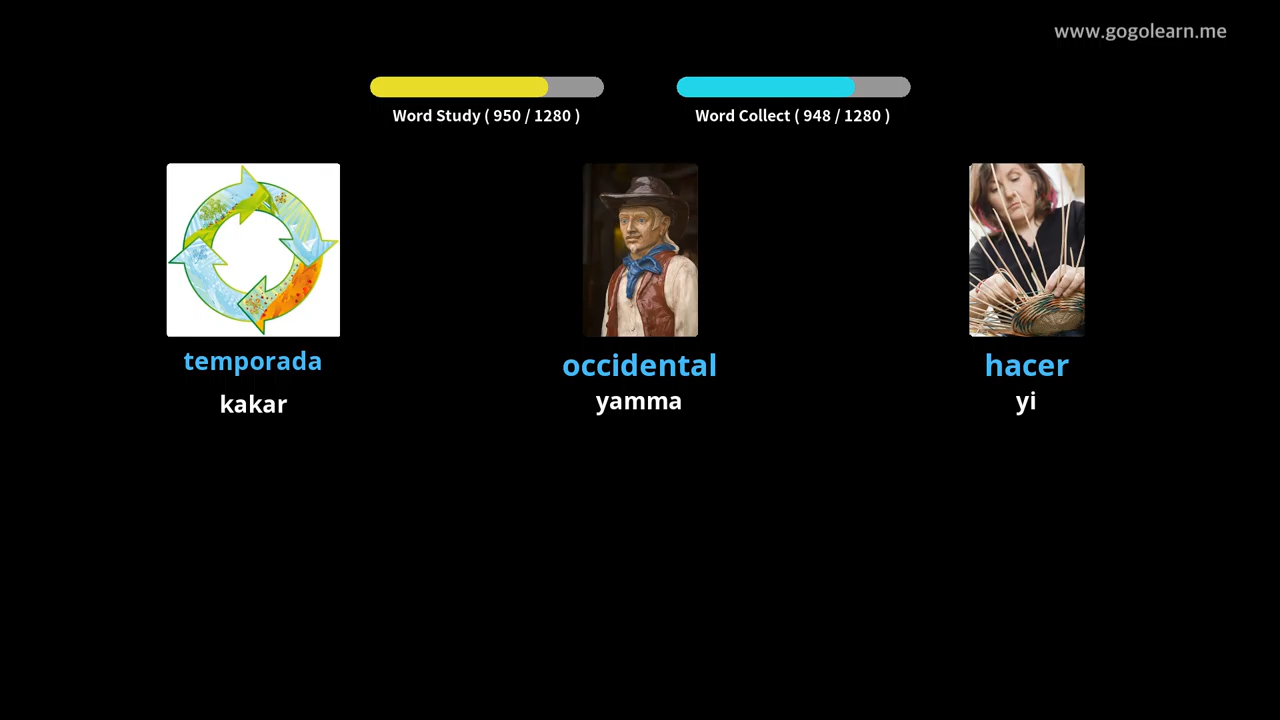 www.gogolearn.me
Word Study ( 950 / 1280 )
Word Collect ( 948 / 1280 )
temporada
kakar
occidental
yamma
hacer
yi